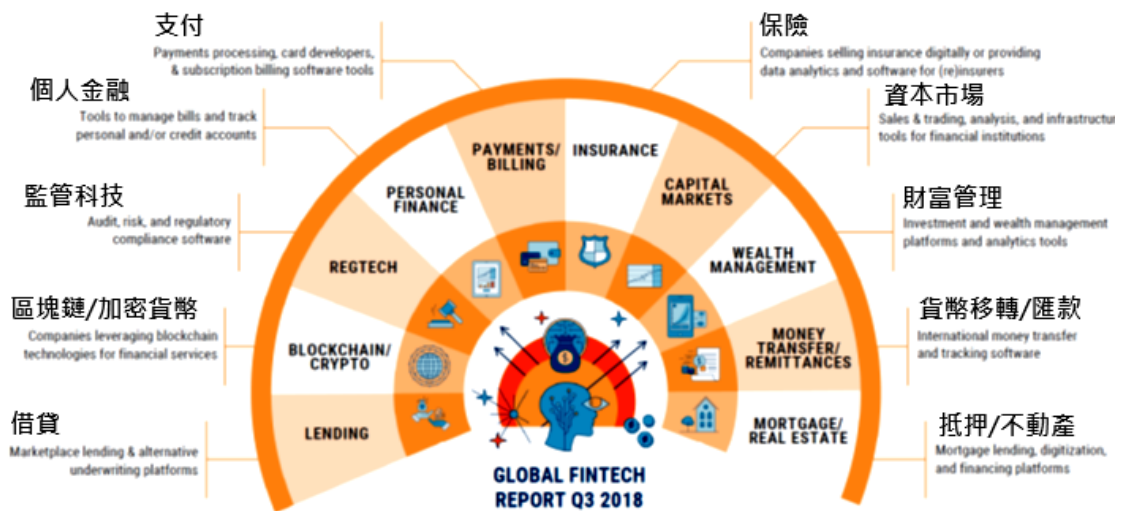 支付
Payments processing, card developers,
& subscription billing software tools
個人金融
Tools to manage bills and track
personal and/or credit accounts
監管科技
Audit, risk, and regulatory
compliance software
區塊鏈/加密貨幣
Companies leveraging blockchain
technologies for financial services
借貸
Marketplace lending & alternative
underwriting platforms
保險
Companies selling insurance digitally or providing
data analytics and software for (re)insurers
資本市場
Sales & trading, analysis, and infrastructur
tools for financial institutions
財富管理
Investment and wealth management
platforms and analytics tools
貨幣移轉/匯款
International money transfer
and tracking software
抵押/不動產
Mortgage lending, digitization,
and financing platforms
LENDING
BLOCKCHAIN/
CRYPTO
REGTECH
PERSONAL
FINANCE
PAYMENTS/
BILLING
INSURANCE
CAPITAL
MARKETS
WEALTH
MANAGEMENT
MONEY
TRANSFER/
REMITTANCES
MORTGAGE/
REAL ESTATE
$
GLOBAL FINTECH
REPORT Q3 2018